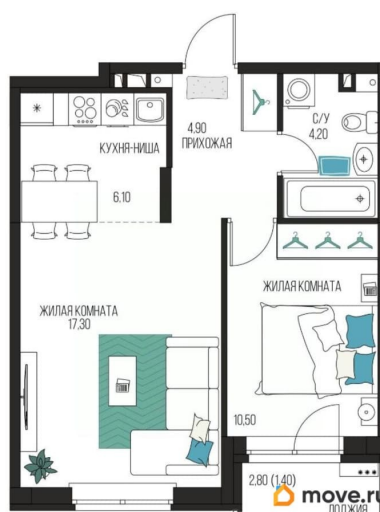 4.90
ПРИХОЖАЯ
С/У
4.20
КУХНЯ-НИША
6.10
ЖИЛАЯ КОМНАТА
17.30
ЖИЛАЯ КОМНАТА
10,50
2.80 (1.40)
ЛОДЖИЯ
move.ru